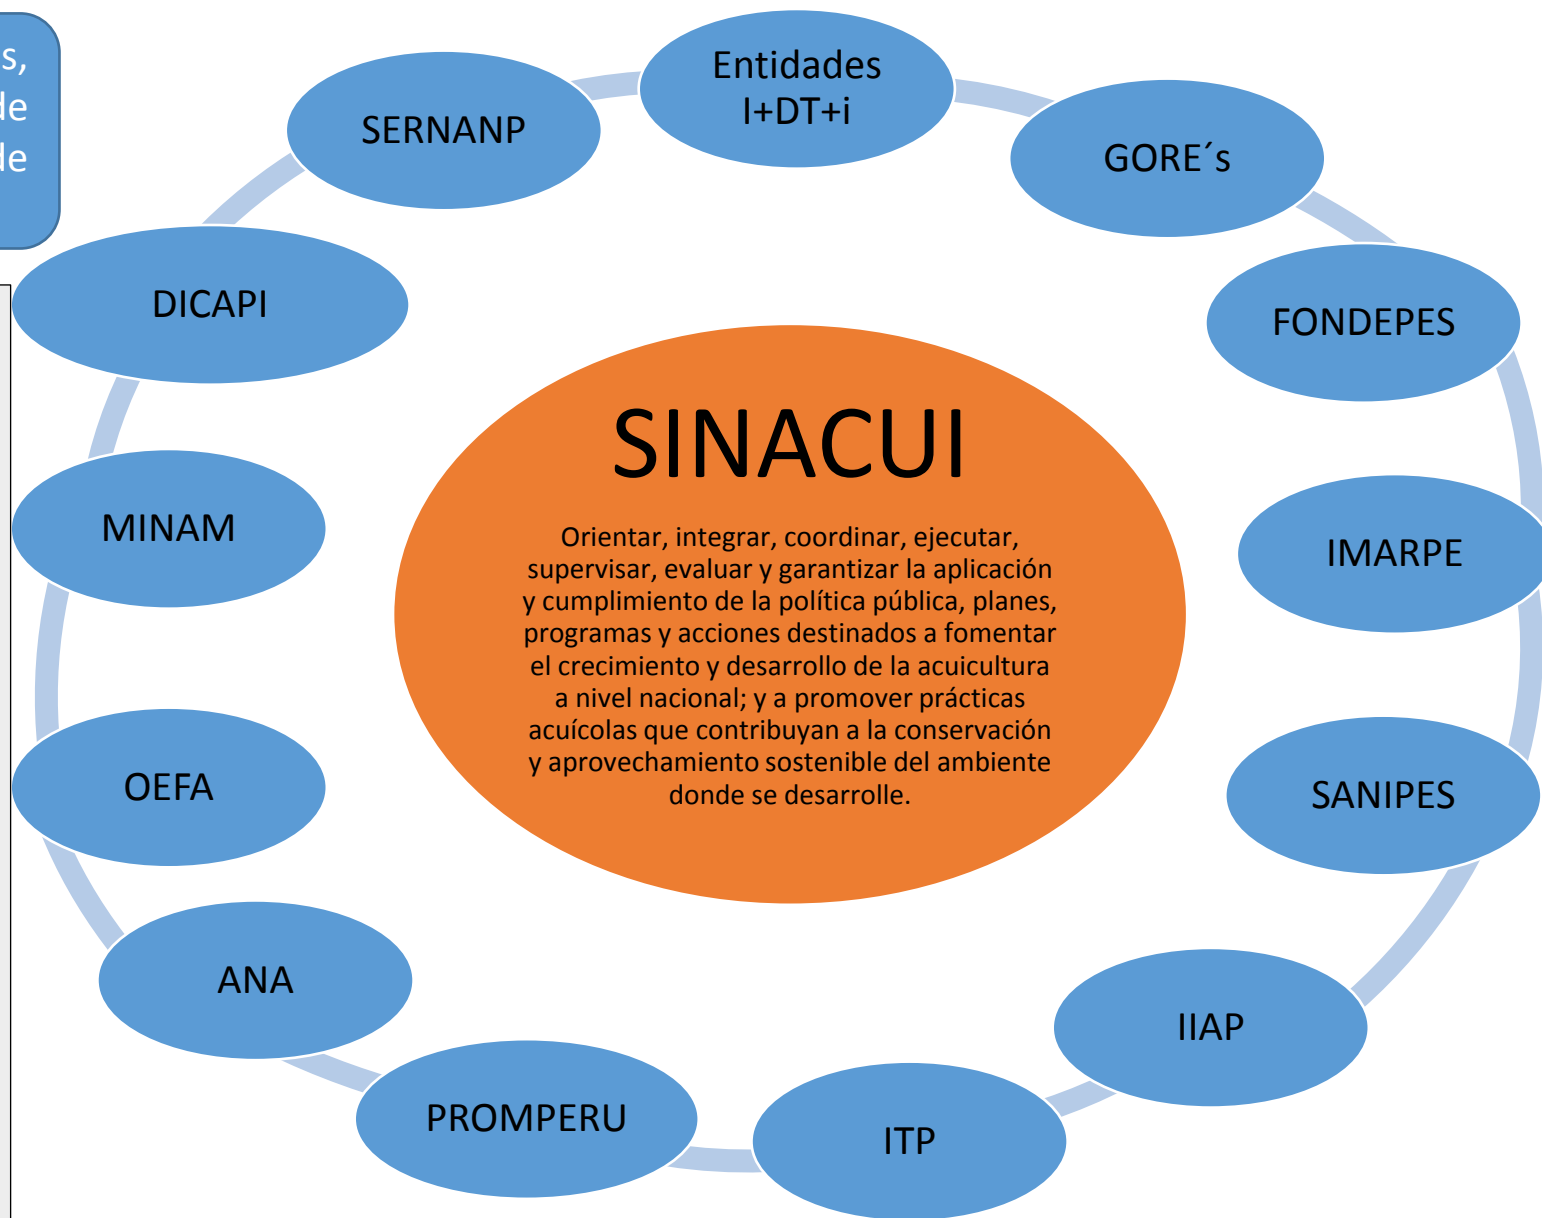 s,
de
de
Entidades
I+DT+i
GORE´s
FONDEPES
IMARPE
SANIPES
IIAP
ITP
PROMPERU
ANA
OEFA
MINAM
DICAPI
SERNANP
SINACUI
Orientar, integrar, coordinar, ejecutar,
supervisar, evaluar y garantizar la aplicación
y cumplimiento de la política pública, planes,
programas y acciones destinados a fomentar
el crecimiento y desarrollo de la acuicultura
a nivel nacional; y a promover prácticas
acuícolas que contribuyan a la conservación
y aprovechamiento sostenible del ambiente
donde se desarrolle.